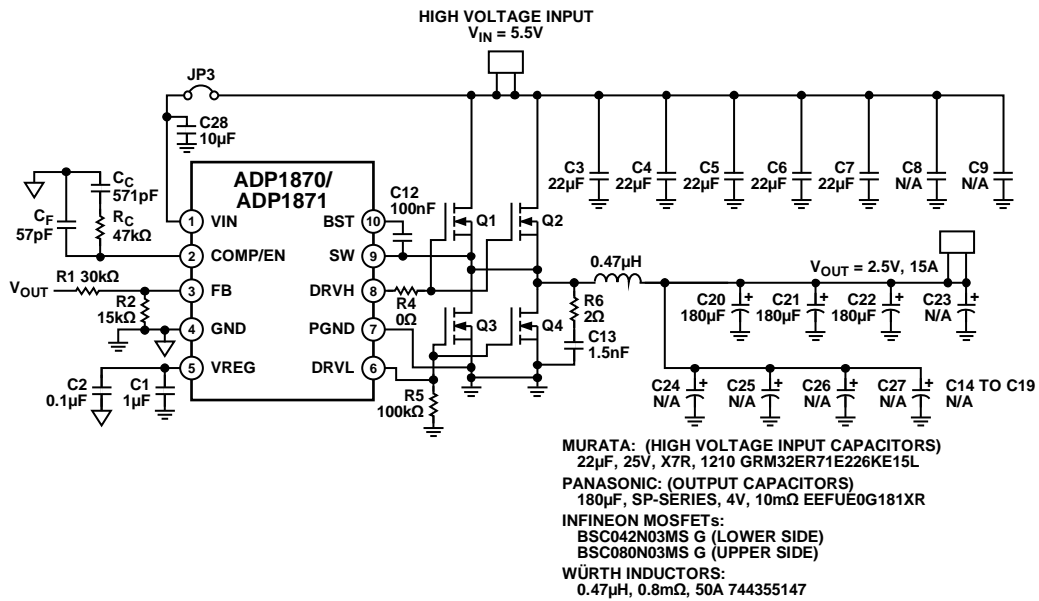 HIGH VOLTAGE INPUT
VIN = 5.5V
JP3
C28
10µF
C3
22µF
C4
22µF
C5
22µF
C6
22µF
C7
22µF
C8
N/A
C9
N/A
CC
571pF
CF
57pF
RC
47kΩ
ADP1870/
ADP1871
C12
100nF
1 VIN
BST 10
2 COMP/EN
SW 9
3 FB
DRVH 8
4 GND
PGND 7
5 VREG
DRVL 6
Q1
Q2
VOUT
R1 30kΩ
R2
15kΩ
R4
0Ω
Q3
Q4
0.47µH
R6
2Ω
C13
1.5nF
VOUT = 2.5V, 15A
C20
180µF
+
C21
180µF
+
C22
180µF
+
C23
N/A
+
C2
0.1µF
C1
1µF
R5
100kΩ
C24
N/A
+
C25
N/A
+
C26
N/A
+
C27
N/A
+
C14 TO C19
N/A
MURATA: (HIGH VOLTAGE INPUT CAPACITORS)
22µF, 25V, X7R, 1210 GRM32ER71E226KE15L
PANASONIC: (OUTPUT CAPACITORS)
180µF, SP-SERIES, 4V, 10mΩ EEFUE0G181XR
INFINEON MOSFETs:
BSC042N03MS G (LOWER SIDE)
BSC080N03MS G (UPPER SIDE)
WÜRTH INDUCTORS:
0.47µH, 0.8mΩ, 50A 744355147